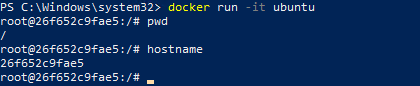 PS C:\Windows\system32> docker run -it ubuntu
root@26f652c9fae5:/# pwd
/
root@26f652c9fae5:/# hostname
26f652c9fae5
root@26f652c9fae5:/#